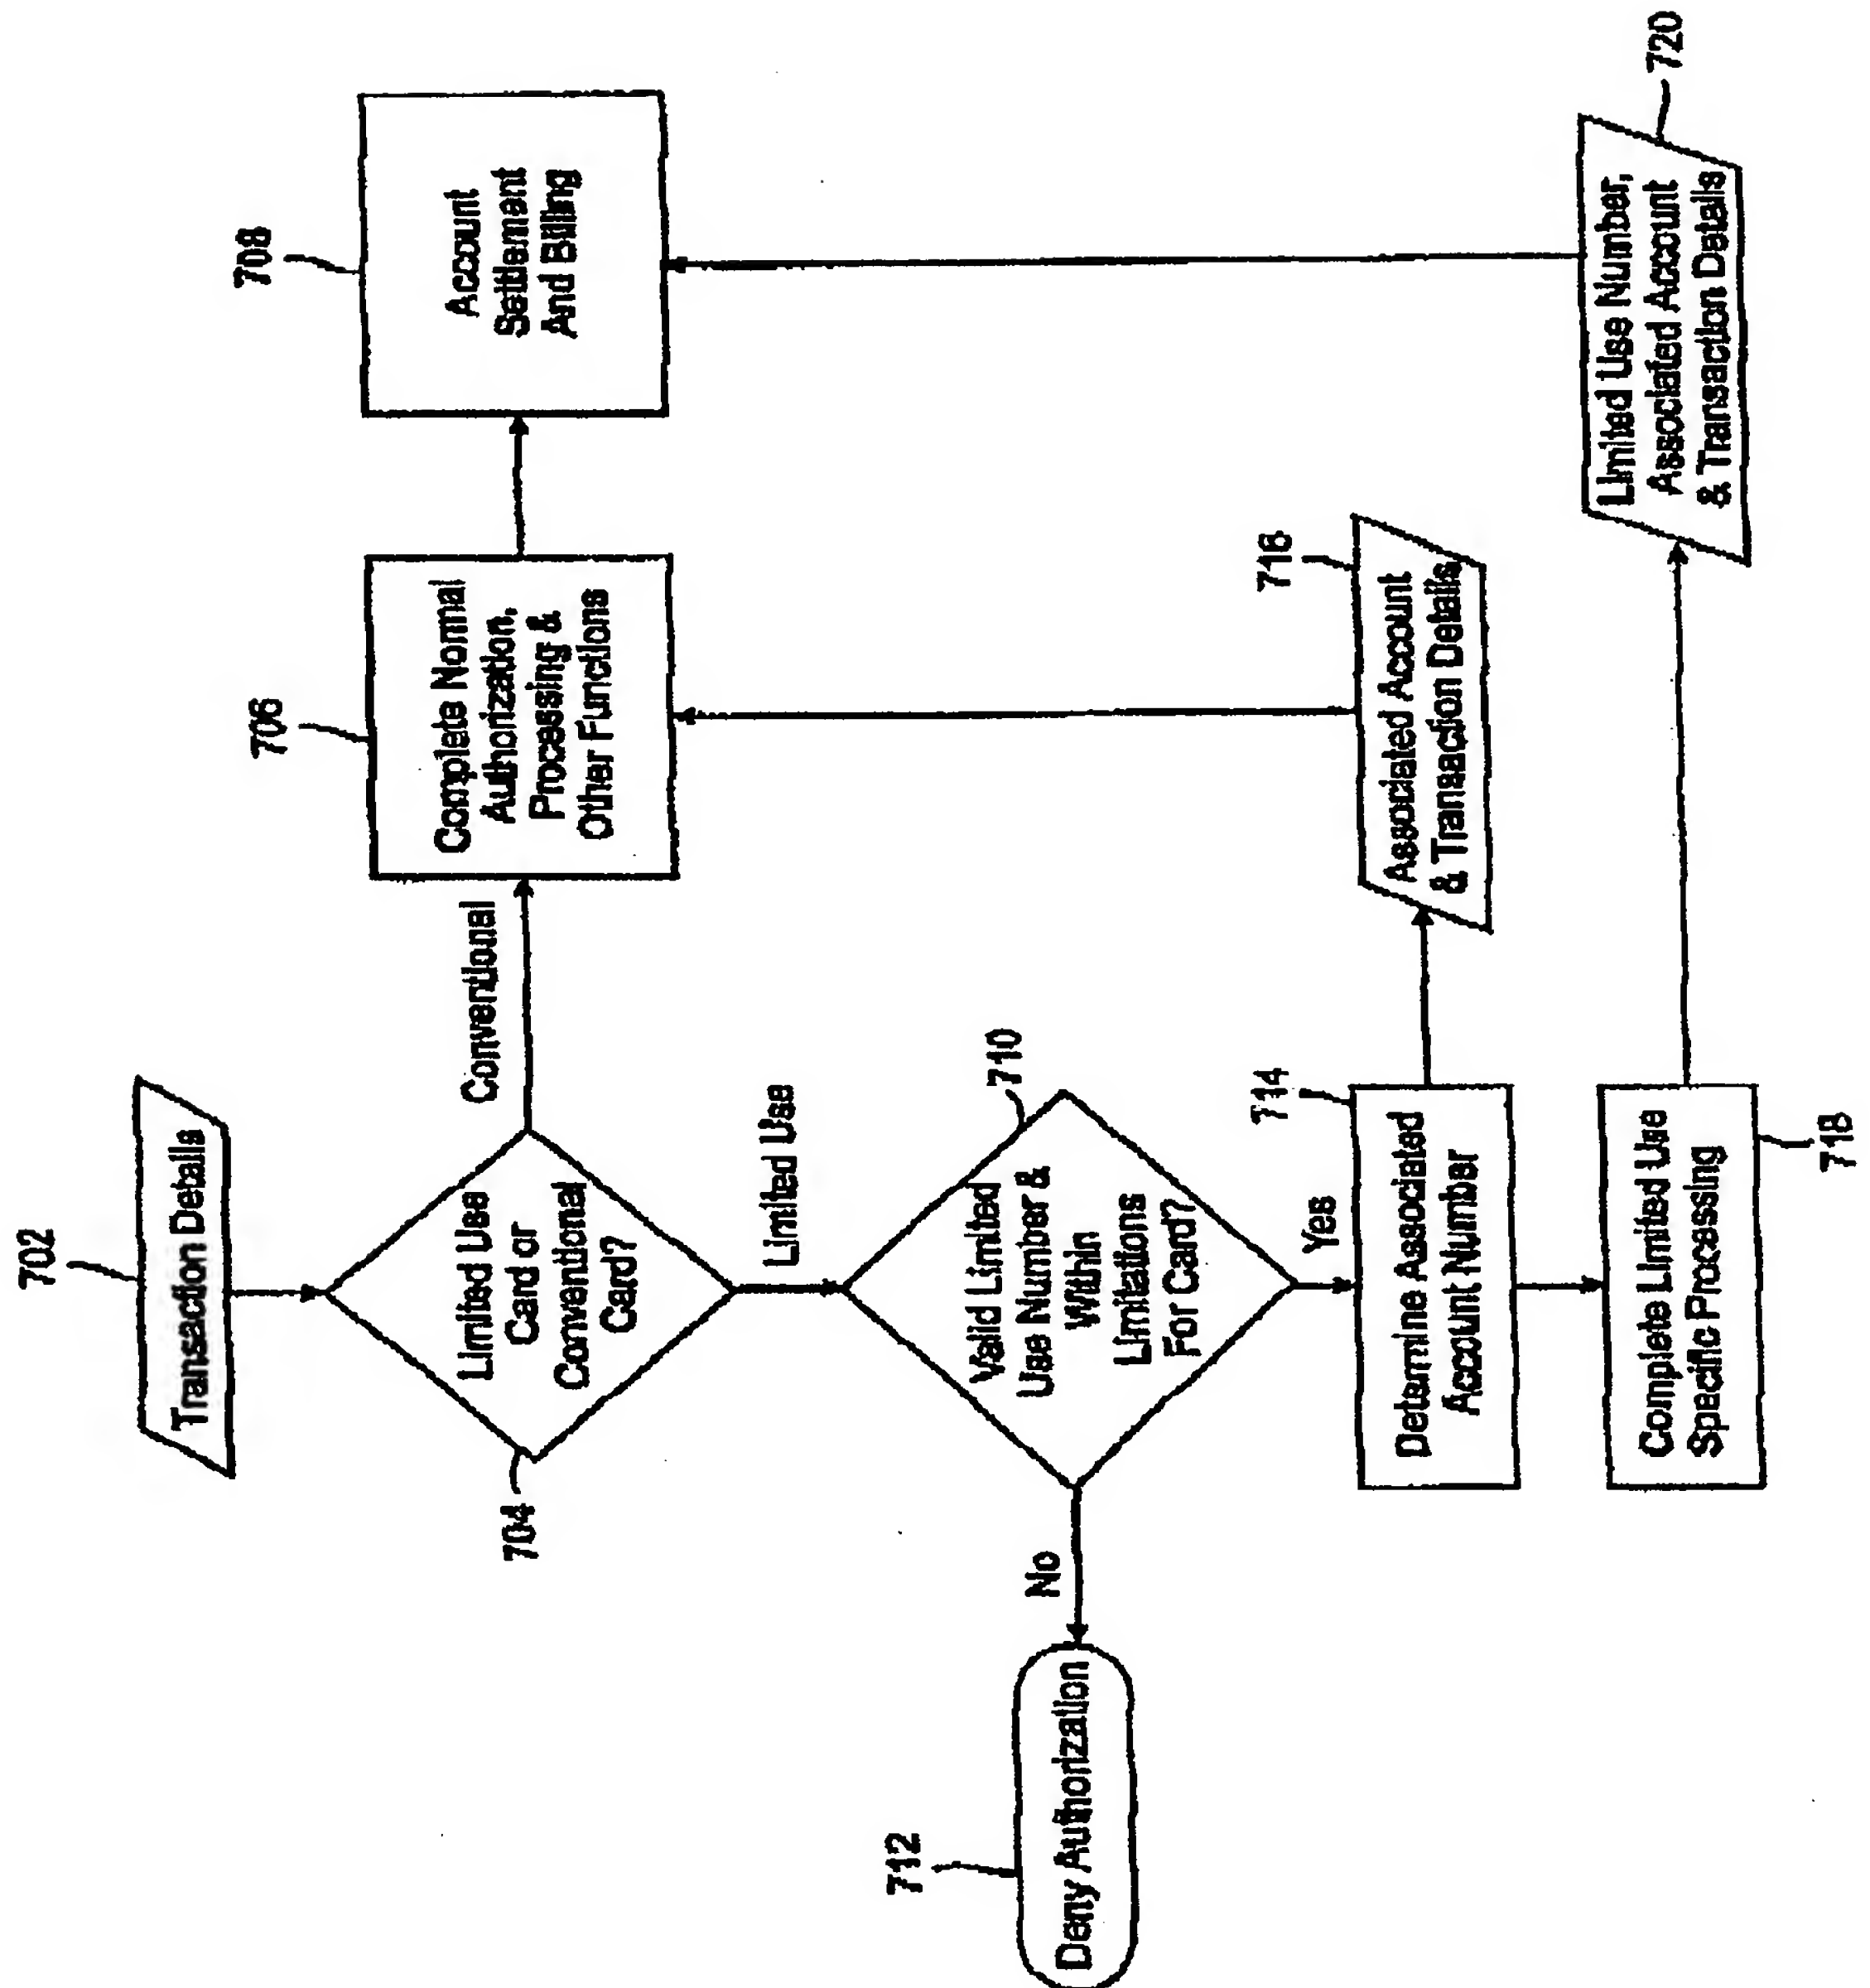 702
Transaction Details
704
Limited Use
Card or
Conventional
Card?
Conventional
706
Complete Normal
Authorization,
Processing &
Other Functions
708
Account
Settlement
And Billing
Limited Use
710
Valid Limited
Use Number &
Within
Limitations
For Card?
No
712
Deny Authorization
Yes
714
Determine Associated
Account Number
716
Associated Account
& Transaction Details
718
Complete Limited Use
Specific Processing
720
Limited Use Number,
Associated Account
& Transaction Details